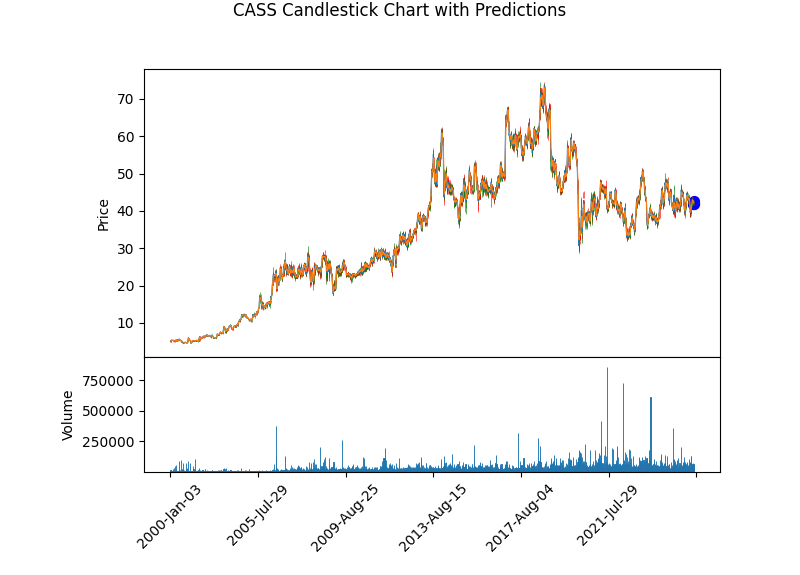 CASS Candlestick Chart with Predictions
70
60
50
40
30
20
10
Price
750000
500000
250000
Volume
2000-Jan-03
2005-Jul-29
2009-Aug-25
2013-Aug-15
2017-Aug-04
2021-Jul-29